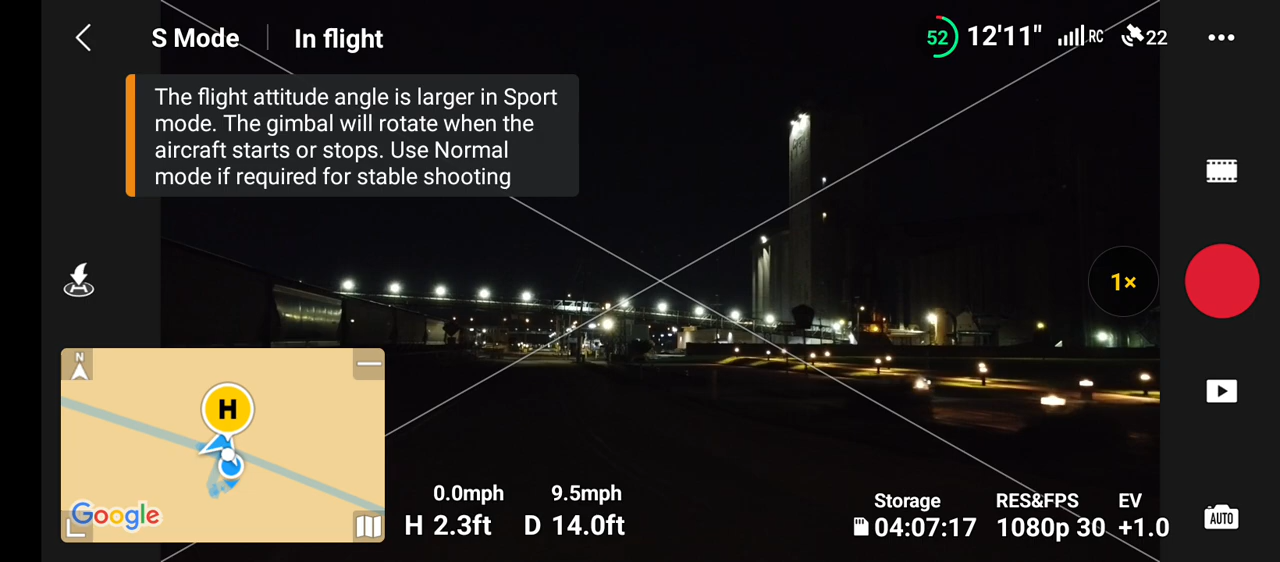 S Mode
In flight
52
12'11"
RC
22
The flight attitude angle is larger in Sport
mode. The gimbal will rotate when the
aircraft starts or stops. Use Normal
mode if required for stable shooting
1×
N
H
Google
0.0mph
9.5mph
H 2.3ft
D 14.0ft
Storage
RES&FPS
EV
04:07:17
1080p 30
+1.0
AUTO